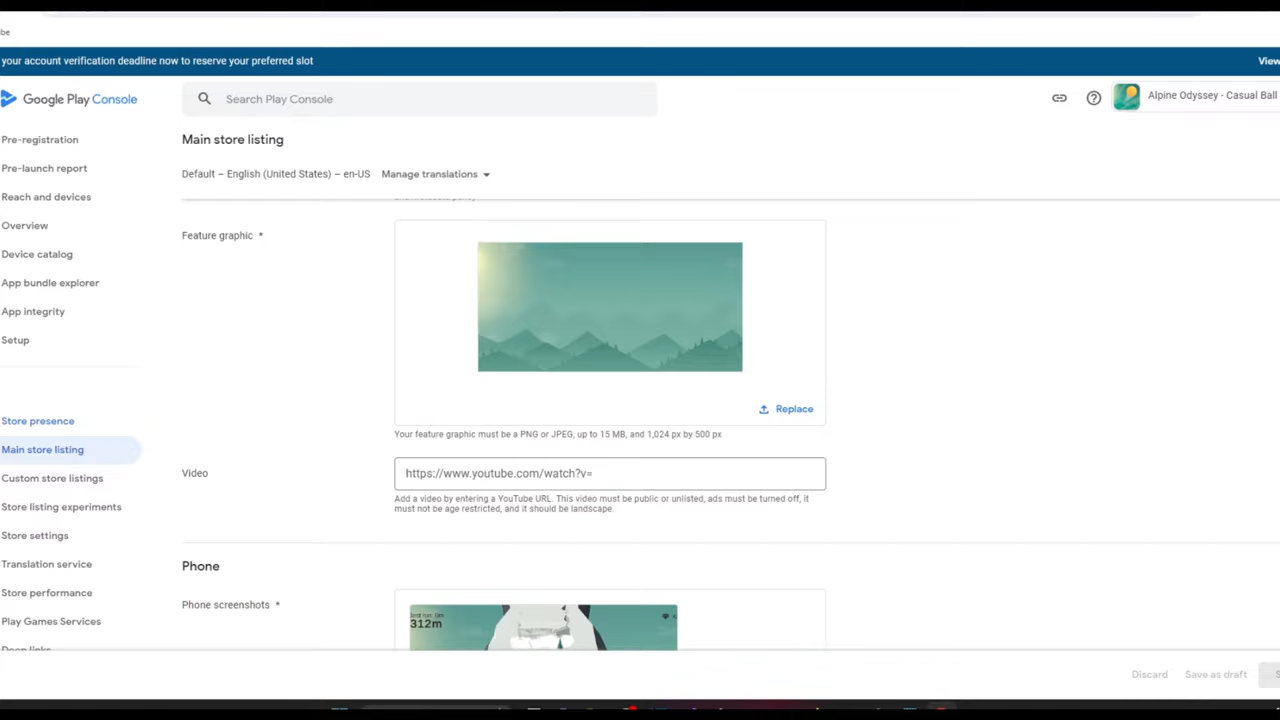 be
your account verification deadline now to reserve your preferred slot
View
Google Play Console
Search Play Console
Alpine Odyssey - Casual Ball
Pre-registration
Pre-launch report
Reach and devices
Overview
Device catalog
App bundle explorer
App integrity
Setup
Store presence
Main store listing
Custom store listings
Store listing experiments
Store settings
Translation service
Store performance
Play Games Services
Deep links
Main store listing
Default – English (United States) – en-US
Manage translations
Feature graphic *
Replace
Your feature graphic must be a PNG or JPEG, up to 15 MB, and 1,024 px by 500 px
Video
https://www.youtube.com/watch?v=
Add a video by entering a YouTube URL. This video must be public or unlisted, ads must be turned off, it
must not be age restricted, and it should be landscape.
Phone
Phone screenshots *
312m
Discard
Save as draft
S